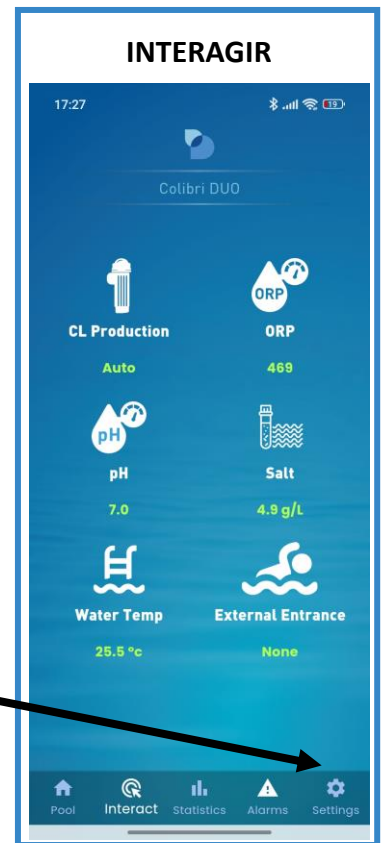 INTERAGIR
17:27 19
Colibri DUO
ORP
CL Production ORP
Auto 469
pH
pH Salt
7.0 4.9 g/L
Water Temp External Entrance
25.5 °c None
Pool Interact Statistics Alarms Settings